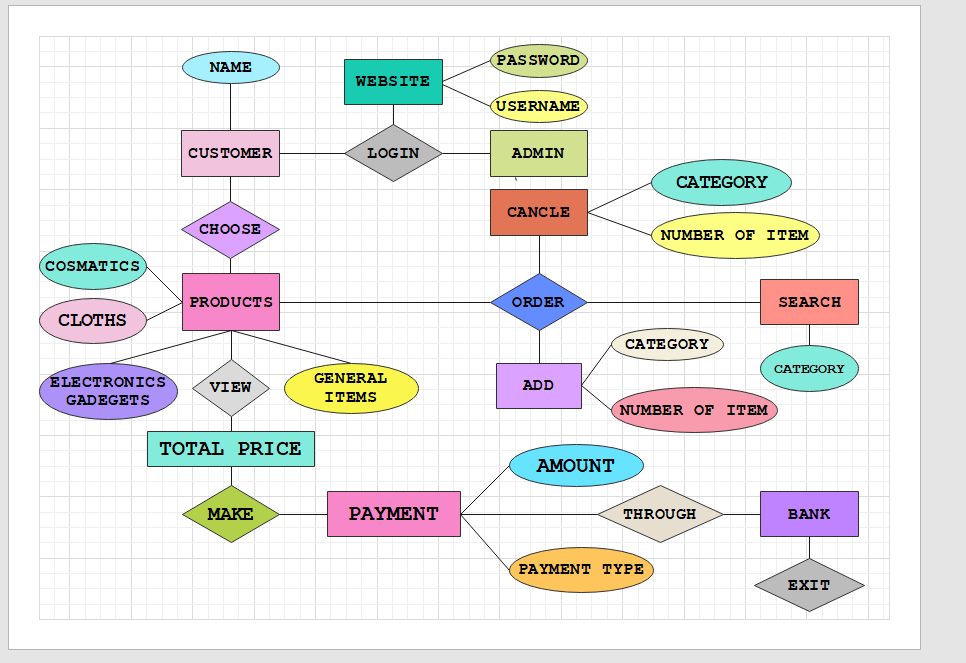 NAME
WEBSITE
PASSWORD
USERNAME
CUSTOMER
LOGIN
ADMIN
CATEGORY
CANCLE
NUMBER OF ITEM
CHOOSE
COSMATICS
CLOTHS
PRODUCTS
ORDER
SEARCH
CATEGORY
CATEGORY
ADD
NUMBER OF ITEM
ELECTRONICS
GADEGETS
VIEW
GENERAL
ITEMS
TOTAL PRICE
AMOUNT
MAKE
PAYMENT
THROUGH
BANK
PAYMENT TYPE
EXIT